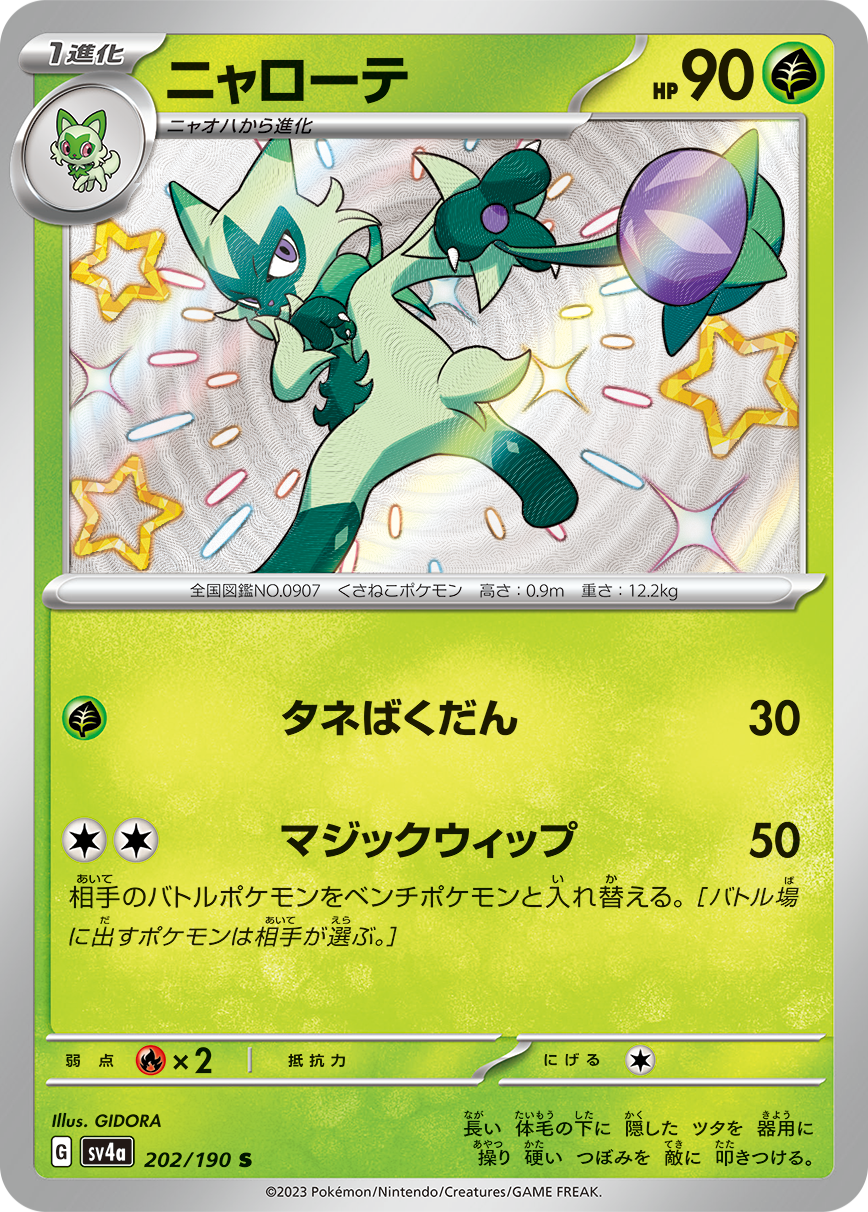 1進化
ニャローテ
HP 90
ニャオハから進化
全国図鑑NO.0907 くさねこポケモン 高さ:0.9m 重さ:12.2kg
タネばくだん 30
マジックウィップ 50
相手のバトルポケモンをベンチポケモンと入れ替える。[バトル場
に出すポケモンは相手が選ぶ。]
弱点 ×2 抵抗力 にげる
Illus. GIDORA
G sv4a 202/190 S
長い 体毛の下に 隠した ツタを 器用に
操り 硬い つぼみを 敵に 叩きつける。
©2023 Pokémon/Nintendo/Creatures/GAME FREAK.